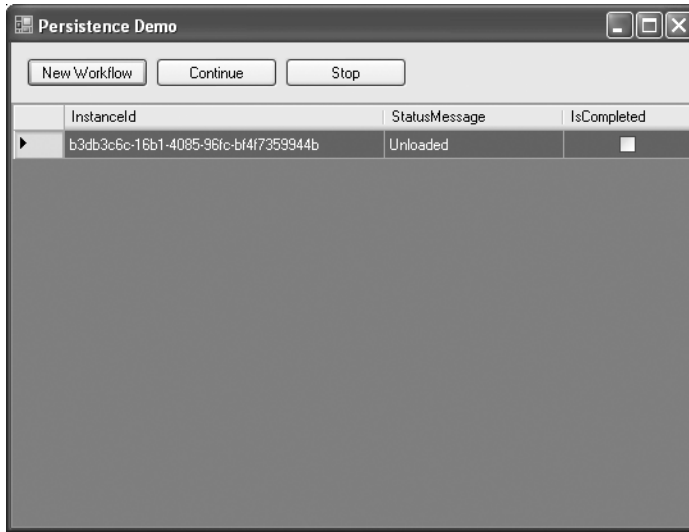 Persistence Demo
New Workflow Continue Stop
InstanceId StatusMessage IsCompleted
b3db3c6c-16b1-4085-96fc-bf4f7359944b Unloaded